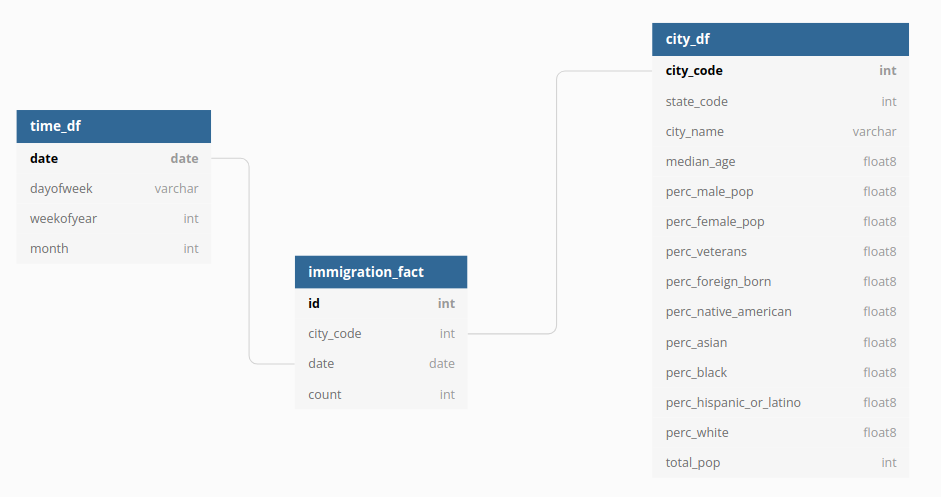 time_df
date date
dayofweek varchar
weekofyear int
month int
immigration_fact
id int
city_code int
date date
count int
city_df
city_code int
state_code int
city_name varchar
median_age float8
perc_male_pop float8
perc_female_pop float8
perc_veterans float8
perc_foreign_born float8
perc_native_american float8
perc_asian float8
perc_black float8
perc_hispanic_or_latino float8
perc_white float8
total_pop int